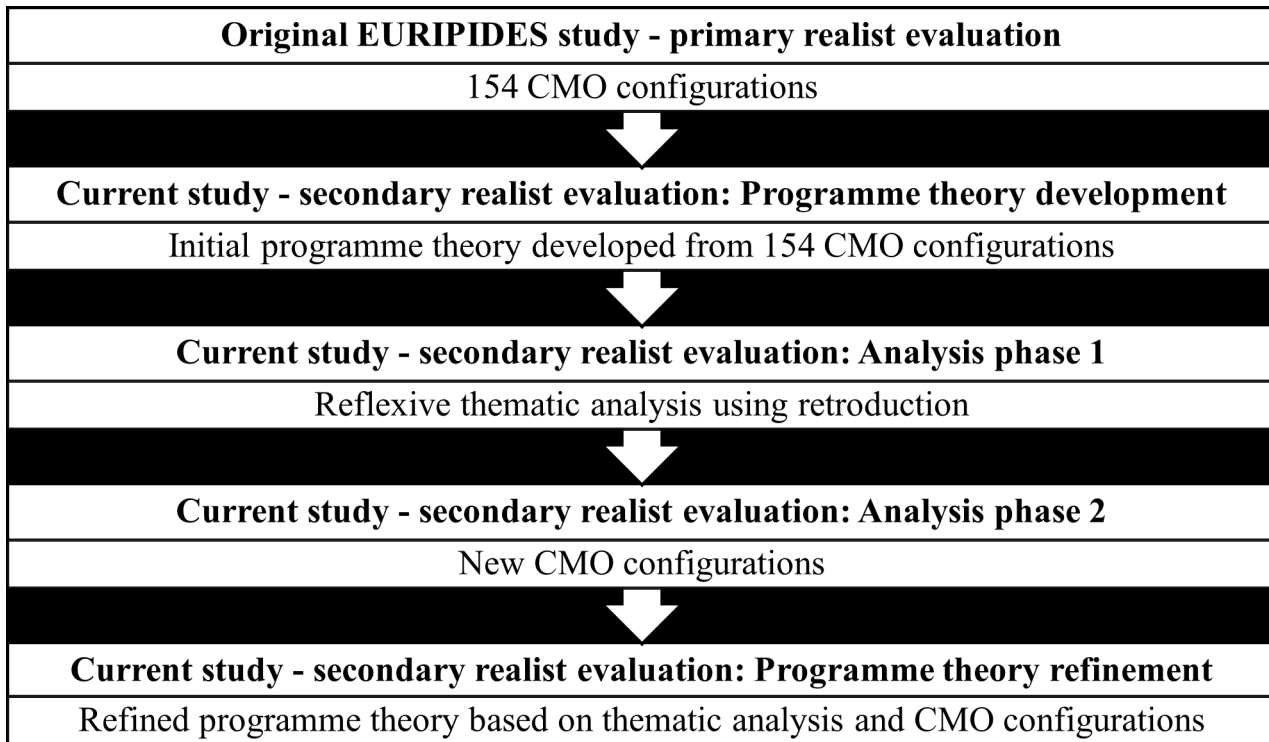 Original EURIPIDES study - primary realist evaluation
154 CMO configurations
Current study - secondary realist evaluation: Programme theory development
Initial programme theory developed from 154 CMO configurations
Current study - secondary realist evaluation: Analysis phase 1
Reflexive thematic analysis using retroduction
Current study - secondary realist evaluation: Analysis phase 2
New CMO configurations
Current study - secondary realist evaluation: Programme theory refinement
Refined programme theory based on thematic analysis and CMO configurations